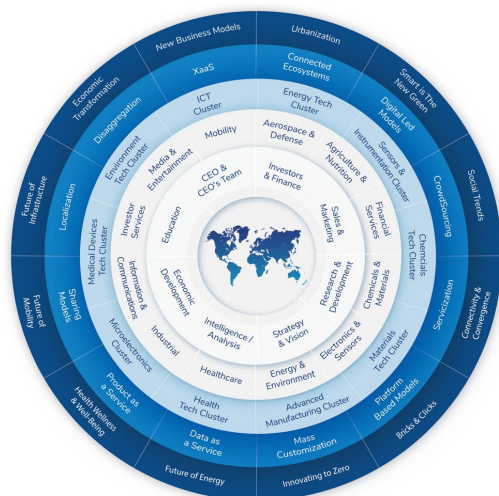 New Business Models
Urbanization
Smart is The
New Green
Social Trends
Connectivity &
Convergence
Bricks & Clicks
Innovating to Zero
Future of Energy
Health Wellness
& Well-Being
Future of
Mobility
Future of
Infrastructure
Economic
Transformation
XaaS
Connected
Ecosystems
Digital Led
Models
CrowdSourcing
Servicization
Platform
Based Models
Mass
Customization
Data as
a Service
Product as
a Service
Sharing
Models
Localization
Disaggregation
ICT
Cluster
Energy Tech
Cluster
Sensors &
Instrumentation Cluster
Chemcials
Tech Cluster
Materials
Tech Cluster
Advanced
Manufacturing Cluster
Health
Tech Cluster
Microelectronics
Cluster
Medical Devices
Tech Cluster
Environment
Tech Cluster
Mobility
Aerospace &
Defense
Agriculture &
Nutrition
Financial
Services
Chemicals &
Materials
Electronics &
Sensors
Energy &
Environment
Healthcare
Industrial
Information &
Communications
Investor
Services
Media &
Entertainment
CEO &
CEO's Team
Investors
& Finance
Sales &
Marketing
Research &
Development
Strategy
& Vision
Intelligence /
Analysis
Economic
Development
Education